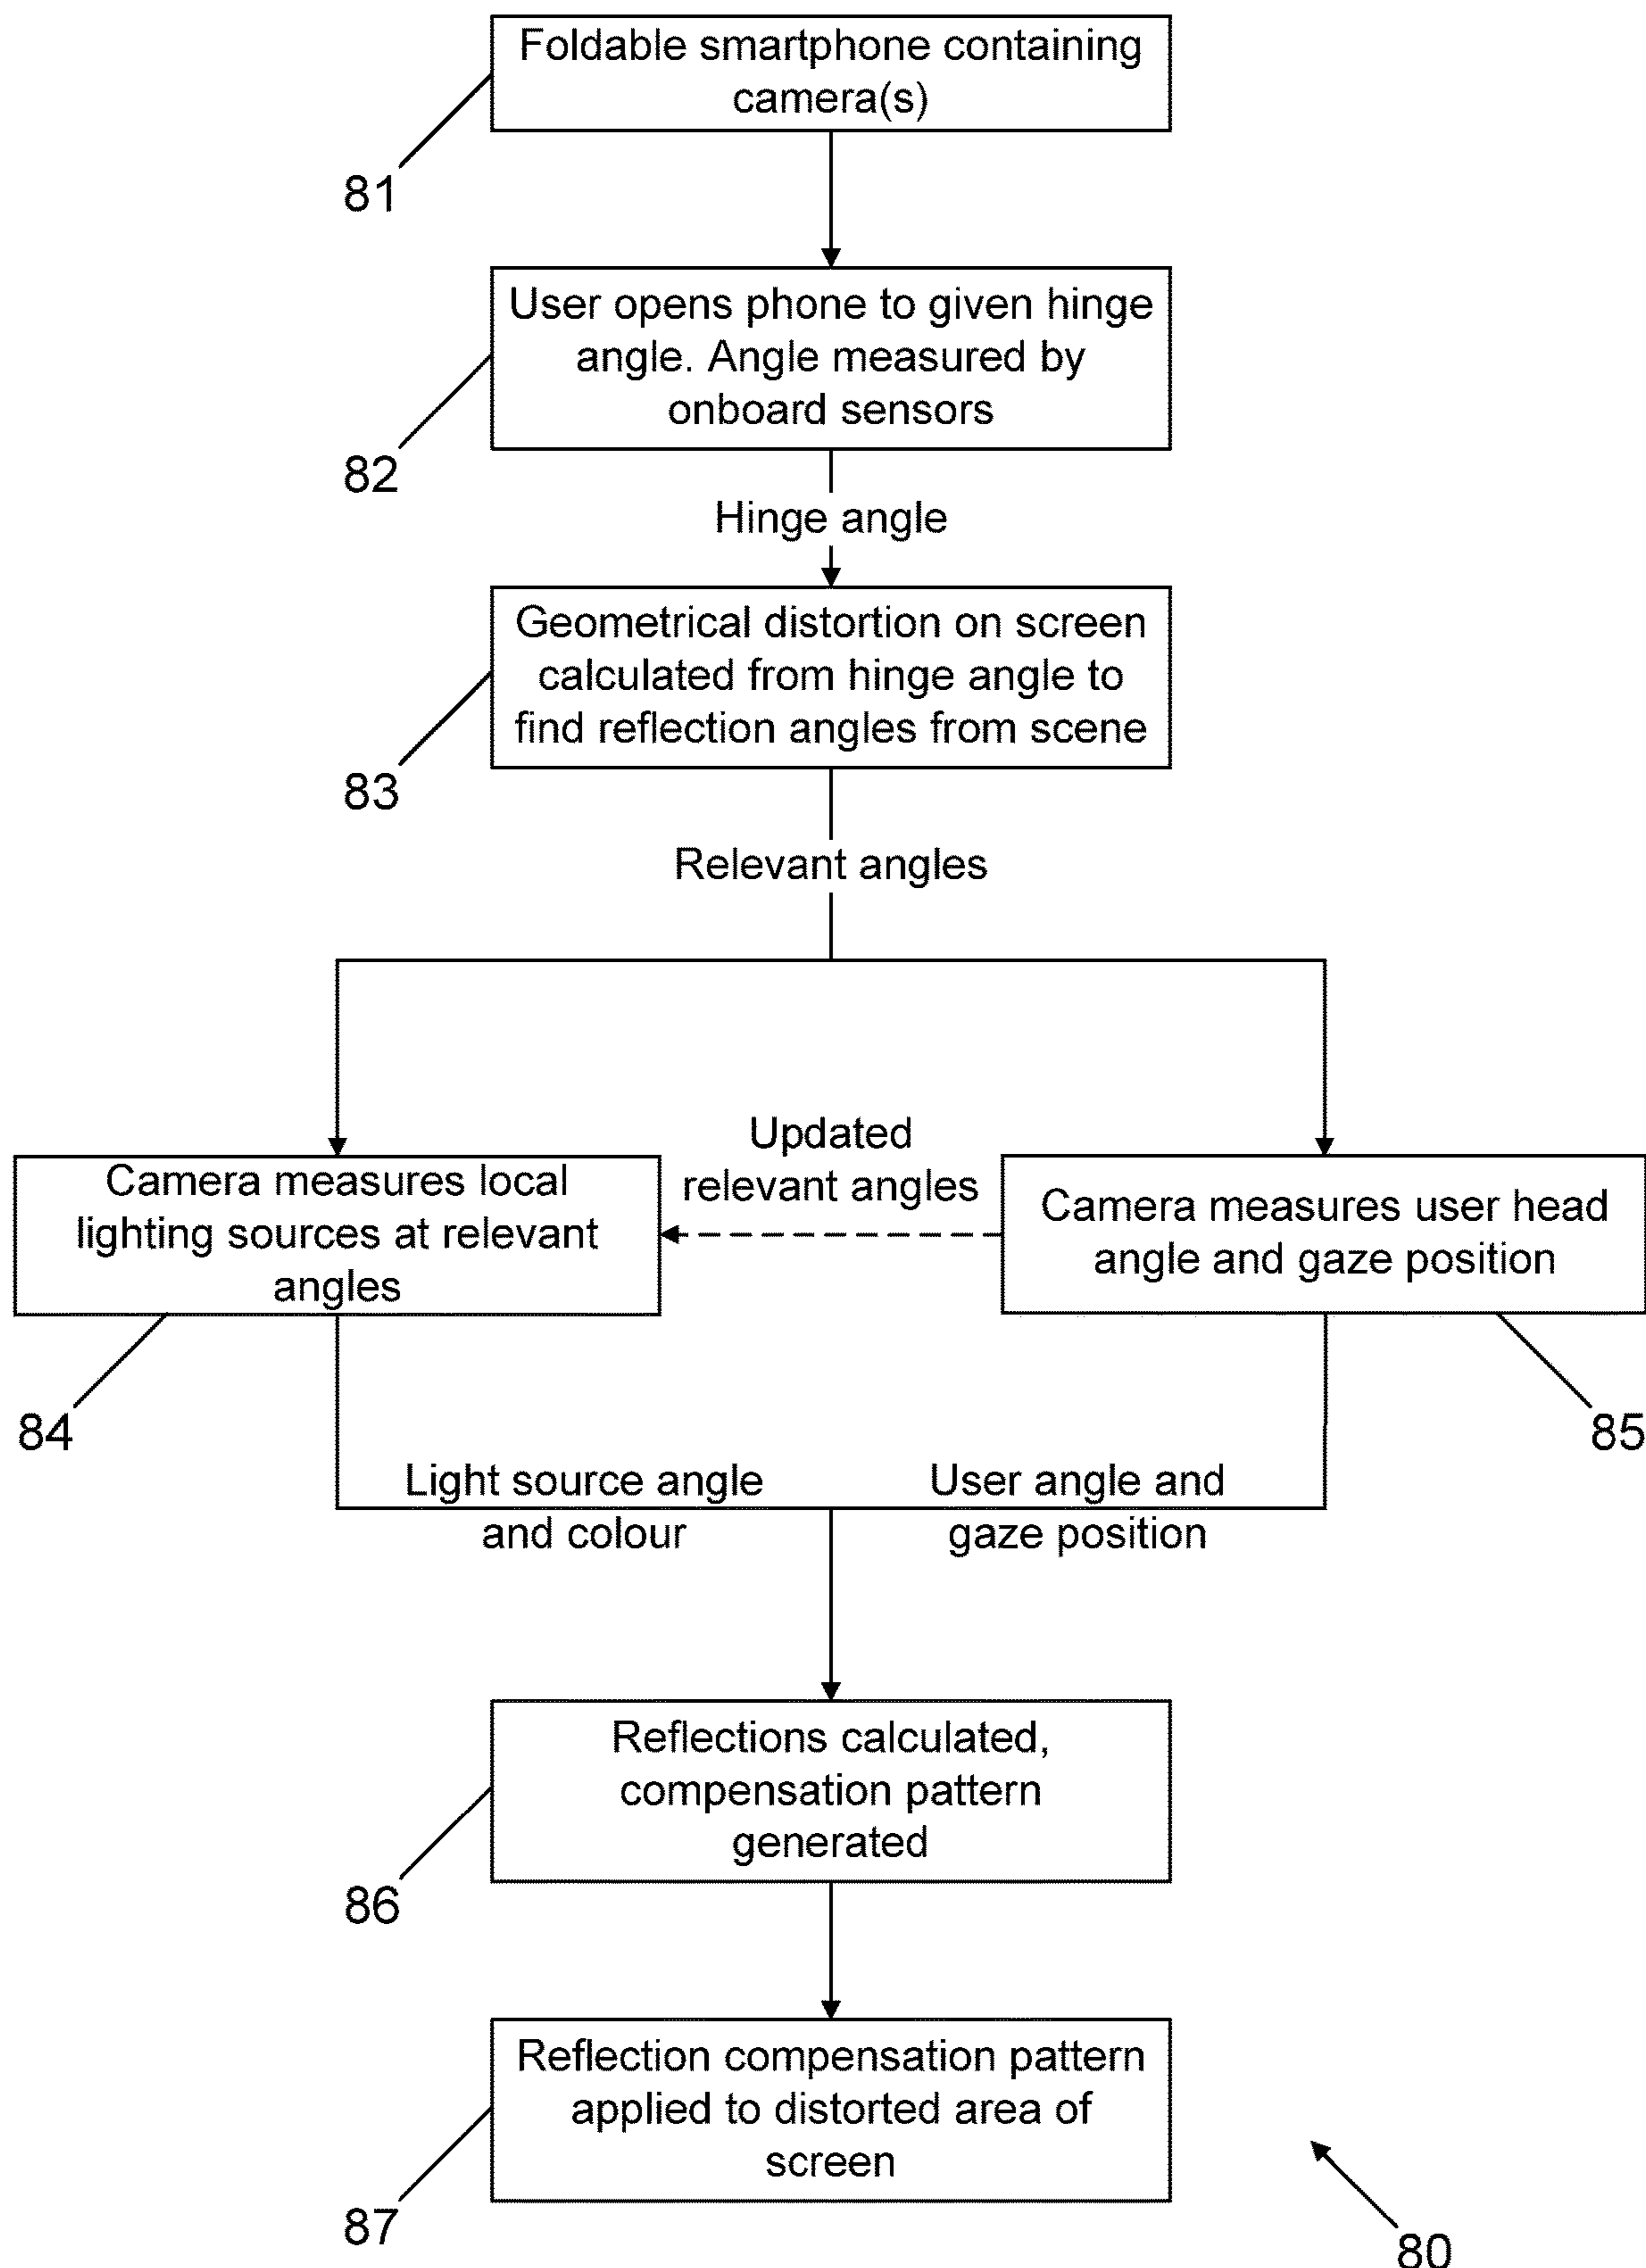 Foldable smartphone containing
camera(s)
81
User opens phone to given hinge
angle. Angle measured by
onboard sensors
82
Hinge angle
Geometrical distortion on screen
calculated from hinge angle to
find reflection angles from scene
83
Relevant angles
Updated
relevant angles
Camera measures local
lighting sources at relevant
angles
Camera measures user head
angle and gaze position
84
85
Light source angle
and colour
User angle and
gaze position
Reflections calculated,
compensation pattern
generated
86
Reflection compensation pattern
applied to distorted area of
screen
87
80